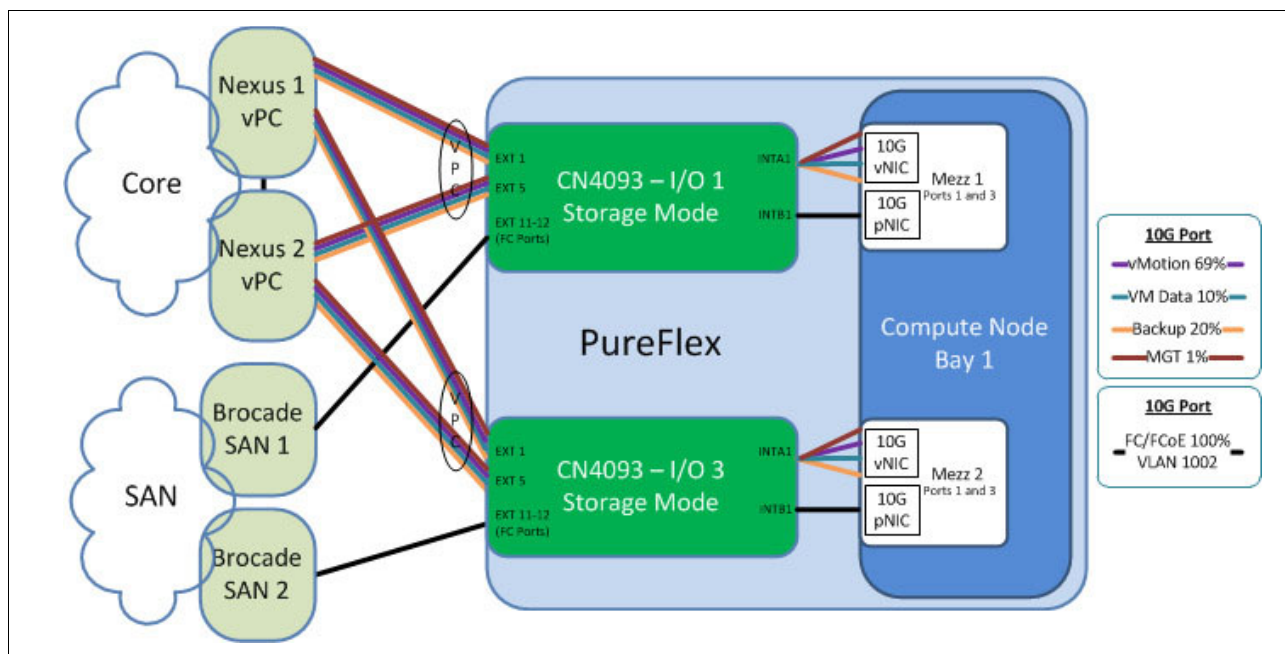 Core
Nexus 1
vPC
Nexus 2
vPC
SAN
Brocade
SAN 1
Brocade
SAN 2
V
P
C
V
P
C
PureFlex
EXT 1
EXT 5
EXT 11-12
(FC Ports)
CN4093 – I/O 1
Storage Mode
INTA1
INTB1
EXT 1
EXT 5
EXT 11-12
(FC Ports)
CN4093 – I/O 3
Storage Mode
INTA1
INTB1
10G
vNIC
10G
pNIC
Mezz 1
Ports 1 and 3
Compute Node
Bay 1
10G
vNIC
10G
pNIC
Mezz 2
Ports 1 and 3
10G Port
vMotion 69%
VM Data 10%
Backup 20%
MGT 1%
10G Port
FC/FCoE 100%
VLAN 1002